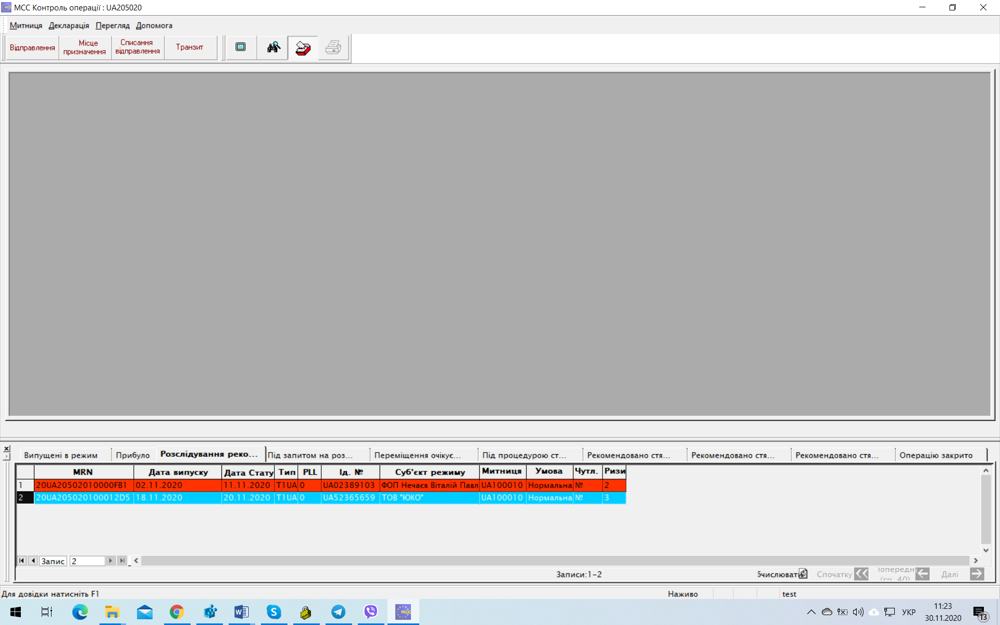 МСС Контроль операції : UA205020
Митниця Декларація Перегляд Допомога
Відправлення
Місце призначення
Списання відправлення
Транзит
Випущені в режим
Прибуло
Розслідування реко...
Під запитом на роз...
Переміщення очікує...
Під процедурою ст...
Рекомендовано стя...
Рекомендовано стя...
Рекомендовано стя...
Операцію закрито
MRN Дата випуску Дата Стату Тип PLL Ід. № Суб'єкт режиму Митниця Умова Чутл. Ризи
1 20UA20502010000FB1 02.11.2020 11.11.2020 T1UA 0 UA02389103 ФОП Нечаєв Віталій Павл UA100010 Нормальна № 2
2 20UA205020100012D5 18.11.2020 20.11.2020 T1UA 0 UA52365659 ТОВ "ЮКО" UA100010 Нормальна № 3
Запис 2
Записи:1-2
бчислювати
Спочатку
Далі
Для довідки натисніть F1
Наживо
test
МСС
УКР
11:23
30.11.2020
13